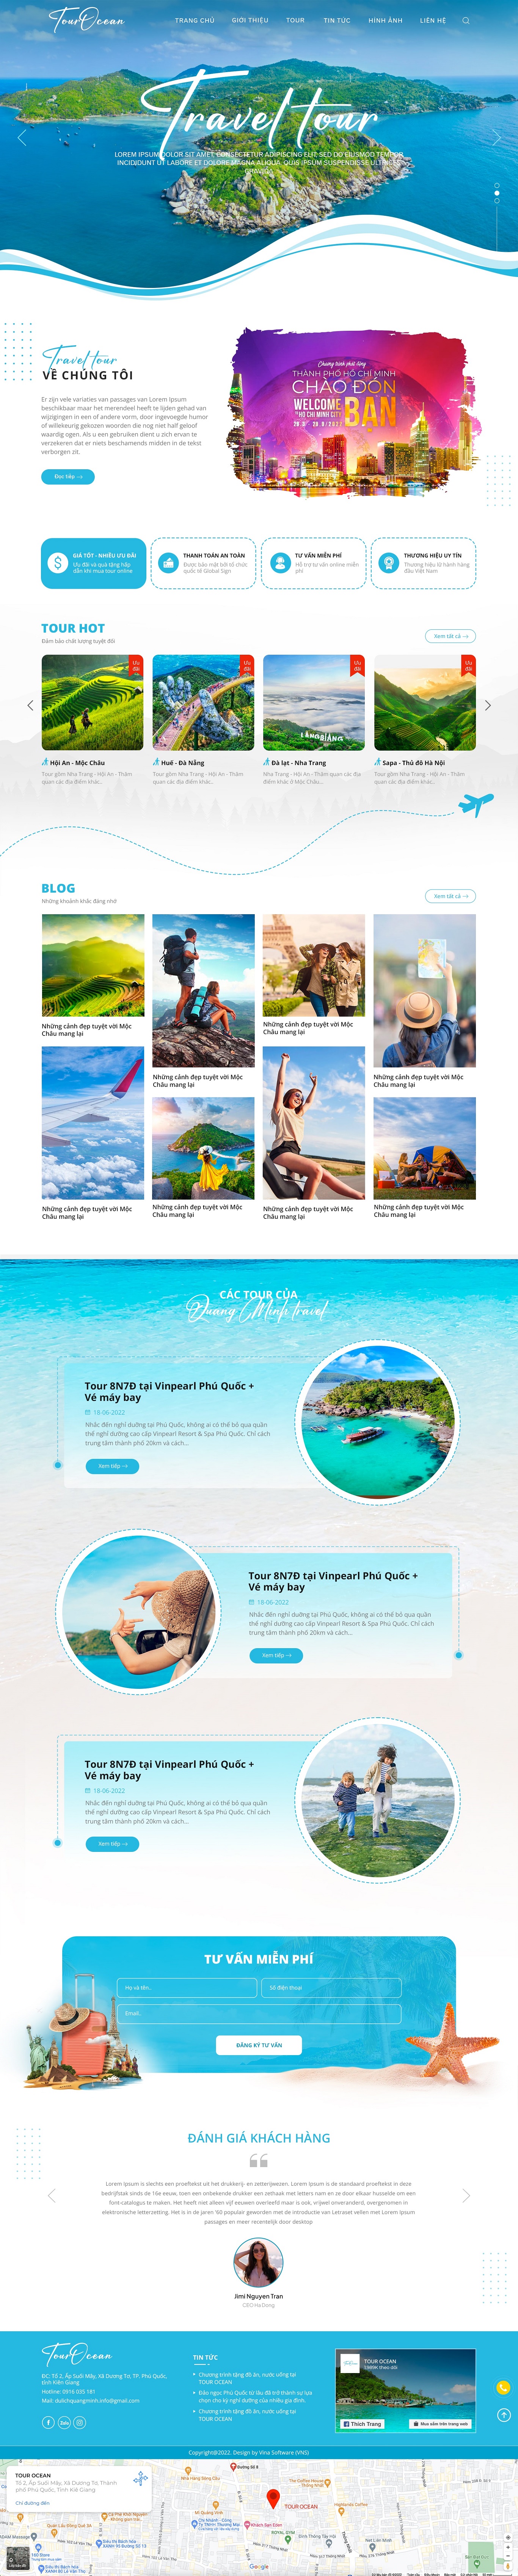 TourOcean
TRANG CHỦ GIỚI THIỆU TOUR TIN TỨC HÌNH ẢNH LIÊN HỆ
Travel tour
LOREM IPSUM DOLOR SIT AMET, CONSECTETUR ADIPISCING ELIT, SED DO EIUSMOD TEMPOR
INCIDIDUNT UT LABORE ET DOLORE MAGNA ALIQUA. QUIS IPSUM SUSPENDISSE ULTRICES
GRAVIDA.
Travel tour
VỀ CHÚNG TÔI
Er zijn vele variaties van passages van Lorem Ipsum
beschikbaar maar het merendeel heeft te lijden gehad van
wijzigingen in een of andere vorm, door ingevoegde humor
of willekeurig gekozen woorden die nog niet half geloof
waardig ogen. Als u een gebruiken dient u zich ervan te
verzekeren dat er niets beschamends midden in de tekst
verborgen zit.
Đọc tiếp
Chương trình phát động
THÀNH PHỐ HỒ CHÍ MINH
CHÀO ĐÓN
WELCOME
TO HO CHI MINH CITY
BẠN
GIÁ TỐT - NHIỀU ƯU ĐÃI
Ưu đãi và quà tặng hấp
dẫn khi mua tour online
THANH TOÁN AN TOÀN
Được bảo mật bởi tổ chức
quốc tế Global Sign
TƯ VẤN MIỄN PHÍ
Hỗ trợ tư vấn online miễn
phí
THƯƠNG HIỆU UY TÍN
Thương hiệu lữ hành hàng
đầu Việt Nam
TOUR HOT
Đảm bảo chất lượng tuyệt đối
Xem tất cả
Ưu
đãi
Ưu
đãi
Ưu
đãi
Ưu
đãi
Hội An - Mộc Châu
Tour gồm Nha Trang - Hội An - Thăm
quan các địa điểm khác...
Huế - Đà Nẵng
Tour gồm Nha Trang - Hội An - Thăm
quan các địa điểm khác...
Đà lạt - Nha Trang
Nha Trang - Hội An - Thăm quan các địa
điểm khác ở Mộc Châu...
Sapa - Thủ đô Hà Nội
Tour gồm Nha Trang - Hội An - Thăm
quan các địa điểm khác...
BLOG
Những khoảnh khắc đáng nhớ
Xem tất cả
Những cảnh đẹp tuyệt vời Mộc
Châu mang lại
Những cảnh đẹp tuyệt vời Mộc
Châu mang lại
Những cảnh đẹp tuyệt vời Mộc
Châu mang lại
Những cảnh đẹp tuyệt vời Mộc
Châu mang lại
Những cảnh đẹp tuyệt vời Mộc
Châu mang lại
Những cảnh đẹp tuyệt vời Mộc
Châu mang lại
Những cảnh đẹp tuyệt vời Mộc
Châu mang lại
Những cảnh đẹp tuyệt vời Mộc
Châu mang lại
CÁC TOUR CỦA
Quang Minh travel
Tour 8N7Đ tại Vinpearl Phú Quốc +
Vé máy bay
18-06-2022
Nhắc đến nghỉ dưỡng tại Phú Quốc, không ai có thể bỏ qua quần
thể nghỉ dưỡng cao cấp Vinpearl Resort & Spa Phú Quốc. Chỉ cách
trung tâm thành phố 20km và cách...
Xem tiếp
Tour 8N7Đ tại Vinpearl Phú Quốc +
Vé máy bay
18-06-2022
Nhắc đến nghỉ dưỡng tại Phú Quốc, không ai có thể bỏ qua quần
thể nghỉ dưỡng cao cấp Vinpearl Resort & Spa Phú Quốc. Chỉ cách
trung tâm thành phố 20km và cách...
Xem tiếp
Tour 8N7Đ tại Vinpearl Phú Quốc +
Vé máy bay
18-06-2022
Nhắc đến nghỉ dưỡng tại Phú Quốc, không ai có thể bỏ qua quần
thể nghỉ dưỡng cao cấp Vinpearl Resort & Spa Phú Quốc. Chỉ cách
trung tâm thành phố 20km và cách...
Xem tiếp
TƯ VẤN MIỄN PHÍ
Họ và tên..
Số điện thoại
Email..
ĐĂNG KÝ TƯ VẤN
ĐÁNH GIÁ KHÁCH HÀNG
Lorem Ipsum is slechts een proeftekst uit het drukkerij- en zetterijwezen. Lorem Ipsum is de standaard proeftekst in deze
bedrijfstak sinds de 16e eeuw, toen een onbekende drukker een zethaak met letters nam en ze door elkaar husselde om een
font-catalogus te maken. Het heeft niet alleen vijf eeuwen overleefd maar is ook, vrijwel onveranderd, overgenomen in
elektronische letterzetting. Het is in de jaren '60 populair geworden met de introductie van Letraset vellen met Lorem Ipsum
passages en meer recentelijk door desktop
Jimi Nguyen Tran
CEO HaDong
TourOcean
ĐC: Tổ 2, Ấp Suối Mây, Xã Dương Tơ, TP. Phú Quốc,
tỉnh Kiên Giang
Hotline: 0916 035 181
Mail: dulichquangminh.info@gmail.com
Zalo
TIN TỨC
Chương trình tặng đồ ăn, nước uống tại
TOUR OCEAN
Đảo ngọc Phú Quốc từ lâu đã trở thành sự lựa
chọn cho kỳ nghỉ dưỡng của nhiều gia đình.
Chương trình tặng đồ ăn, nước uống tại
TOUR OCEAN
TOUR OCEAN
Thích Trang
Mua sắm trên trang web
Copyright©2022. Design by Vina Software (VNS)
TOUR OCEAN
Tổ 2, Ấp Suối Mây, Xã Dương Tơ, Thành
phố Phú Quốc, Tỉnh Kiên Giang
Chỉ đường đến
TOUR OCEAN
Google